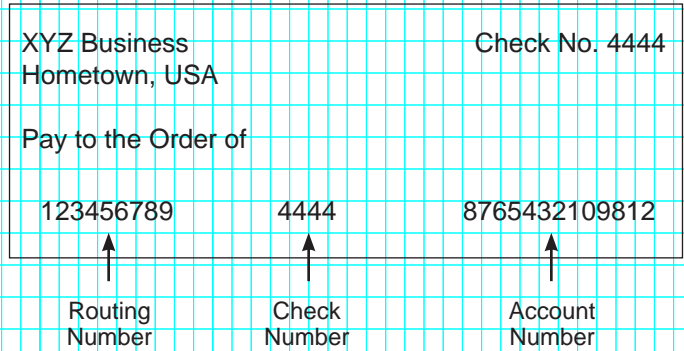 XYZ Business Check No. 4444
Hometown, USA
Pay to the Order of
123456789 4444 8765432109812
Routing Check Account
Number Number Number